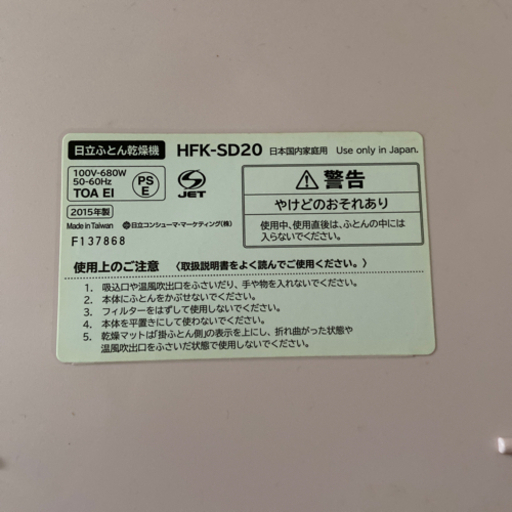 日立ふとん乾燥機 HFK-SD20 日本国内家庭用 Use only in Japan.
100V-680W
50-60Hz
TOA EI
PS
E
JET
2015年製
Made in Taiwan 日立コンシューマ・マーケティング(株)
F137868
警告
やけどのおそれあり
使用中、使用直後は、ふとんの中には
入らないでください。
使用上のご注意 〈取扱説明書をよく読んでご使用ください。〉
1. 吸込口や温風吹出口をふさいだり、手や物を入れないでください。
2. 本体にふとんをかぶせないでください。
3. フィルターをはずして使用しないでください。
4. 本体を平置きにして使わないでください。
5. 乾燥マットは「掛ふとん側」の表示を上にし、折れ曲がった状態や
温風吹出口をふさいだ状態で使用しないでください。